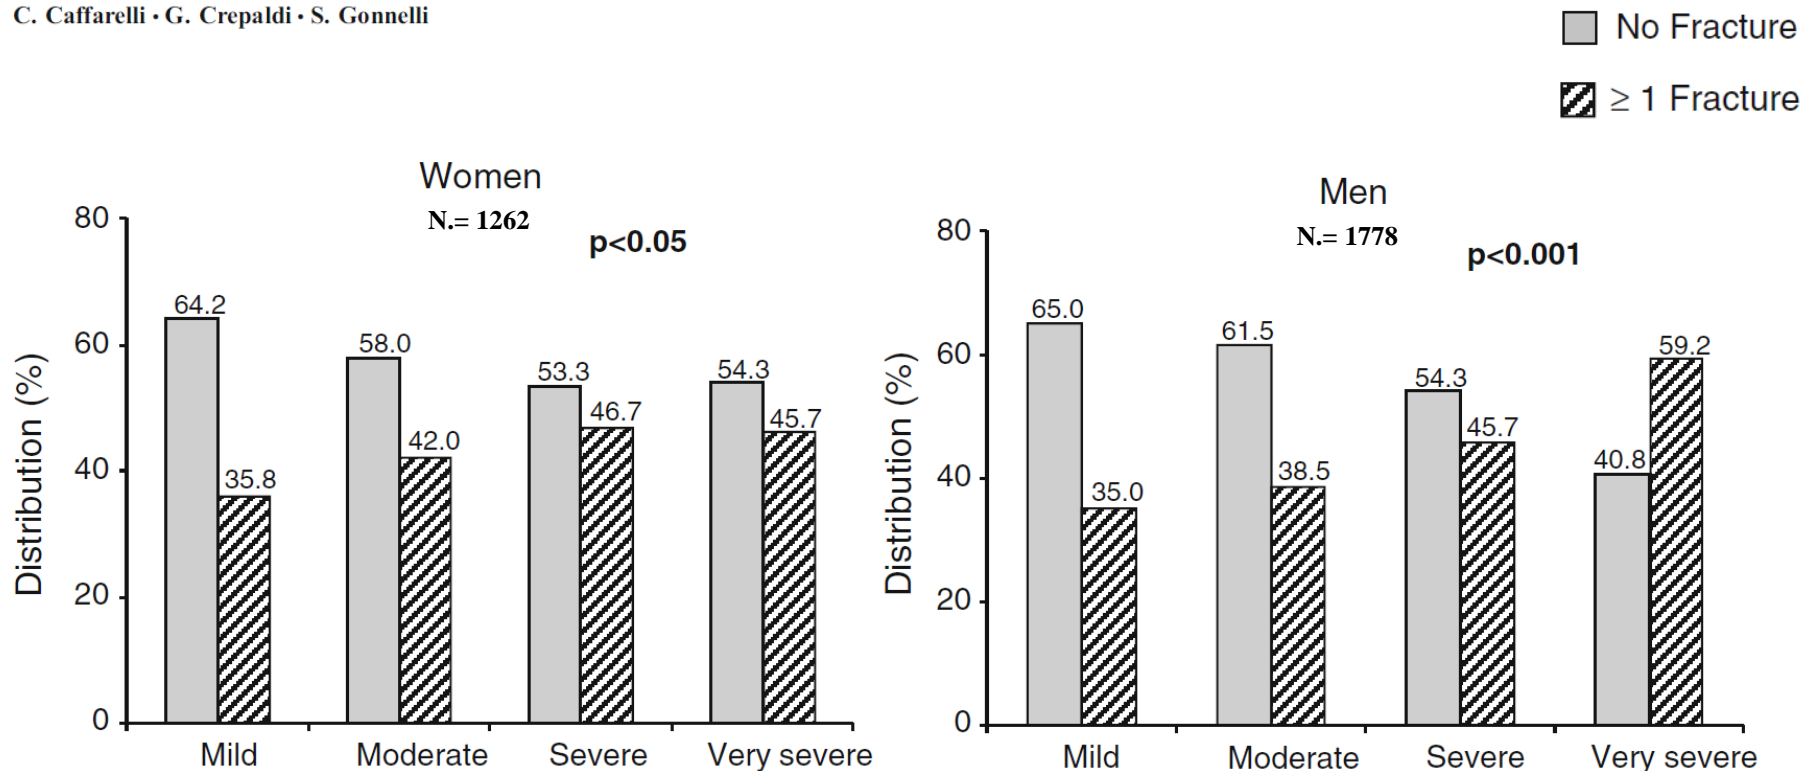 C. Caffarelli · G. Crepaldi · S. Gonnelli
No Fracture
≥ 1 Fracture
Women
N.= 1262
p<0.05
Distribution (%)
80
60
40
20
0
64.2
35.8
58.0
42.0
53.3
46.7
54.3
45.7
Mild
Moderate
Severe
Very severe
Men
N.= 1778
p<0.001
Distribution (%)
80
60
40
20
0
65.0
35.0
61.5
38.5
54.3
45.7
40.8
59.2
Mild
Moderate
Severe
Very severe